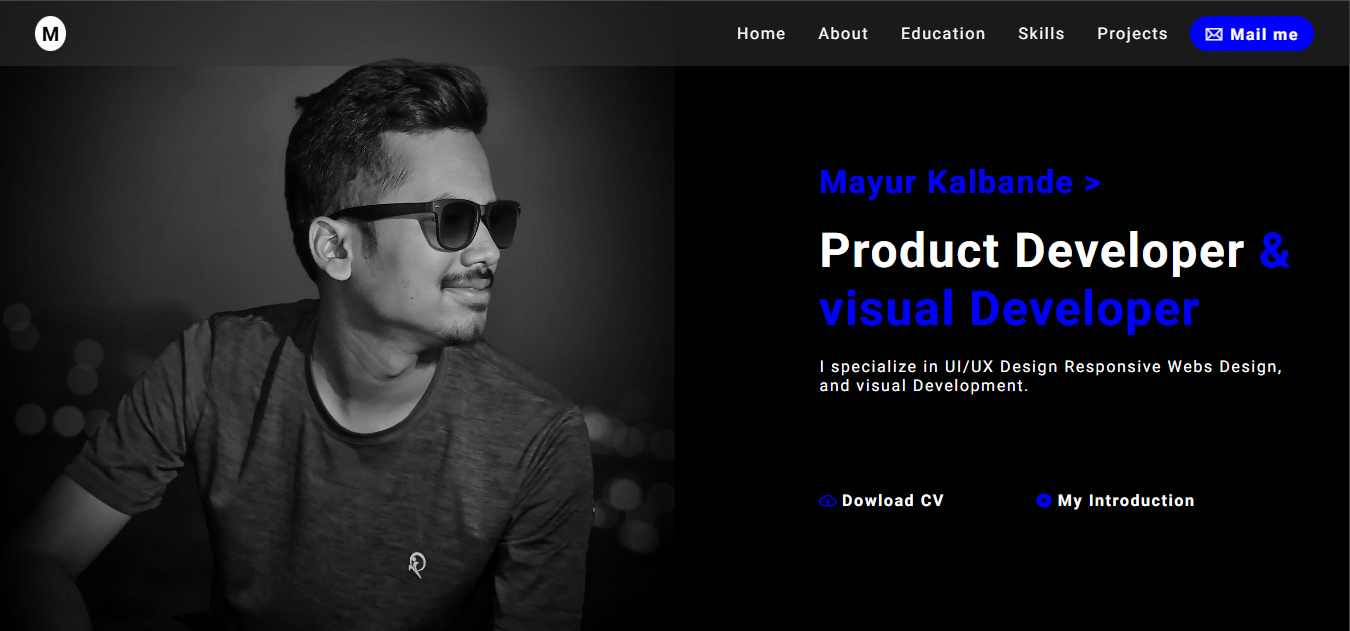 M
Home
About
Education
Skills
Projects
Mail me
Mayur Kalbande >
Product Developer &
visual Developer
I specialize in UI/UX Design Responsive Webs Design,
and visual Development.
Dowload CV
My Introduction